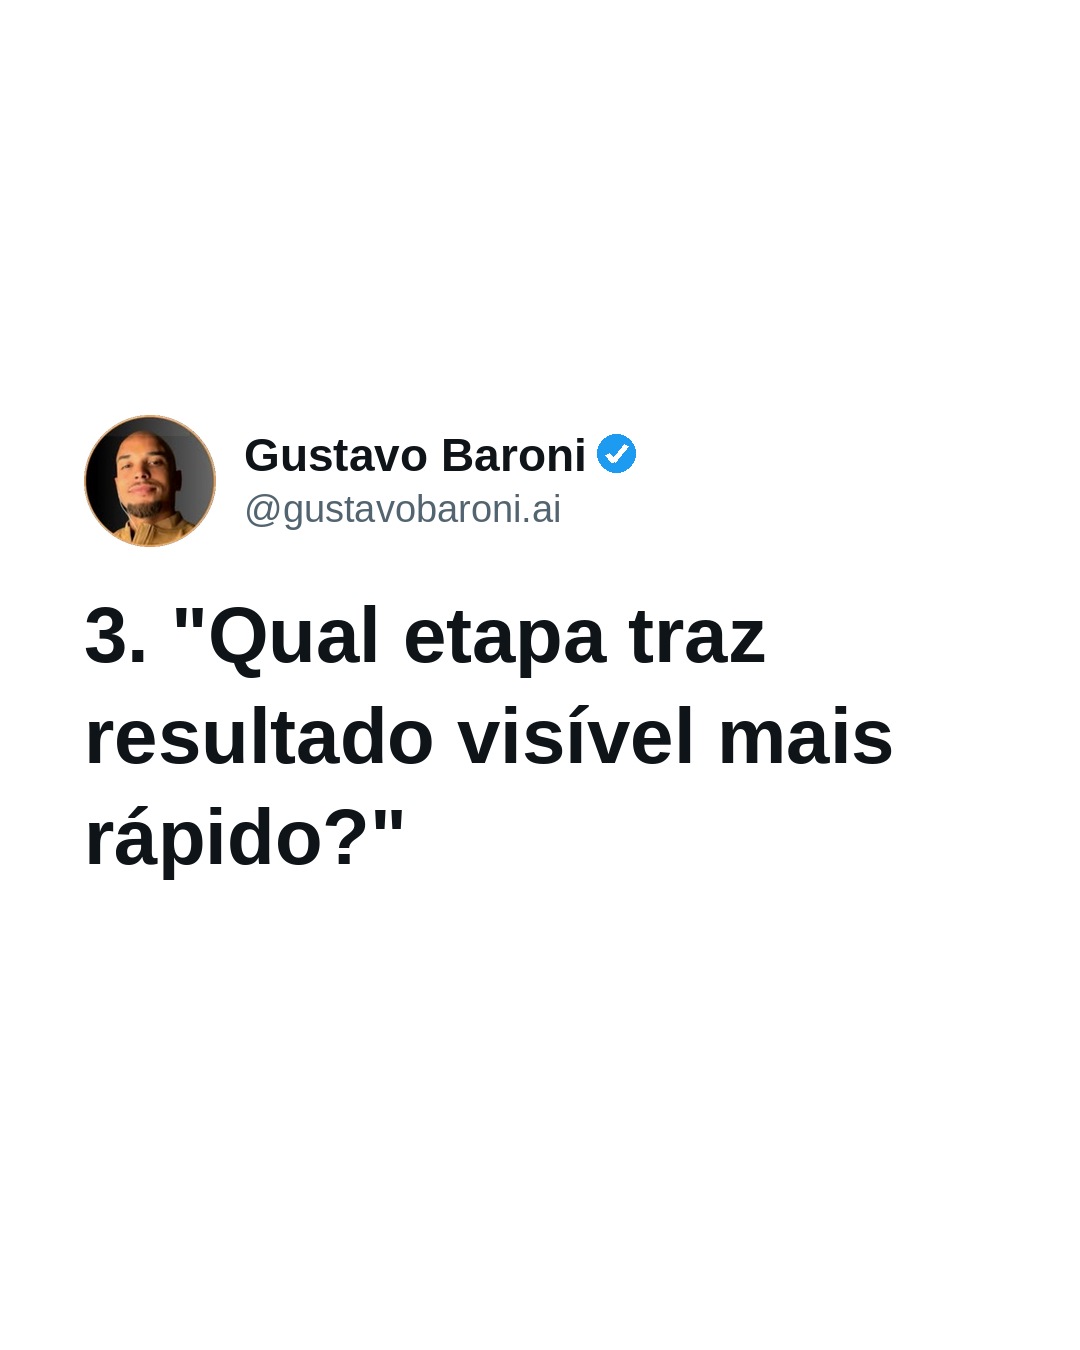 Gustavo Baroni
@gustavobaroni.ai
3. "Qual etapa traz
resultado visível mais
rápido?"